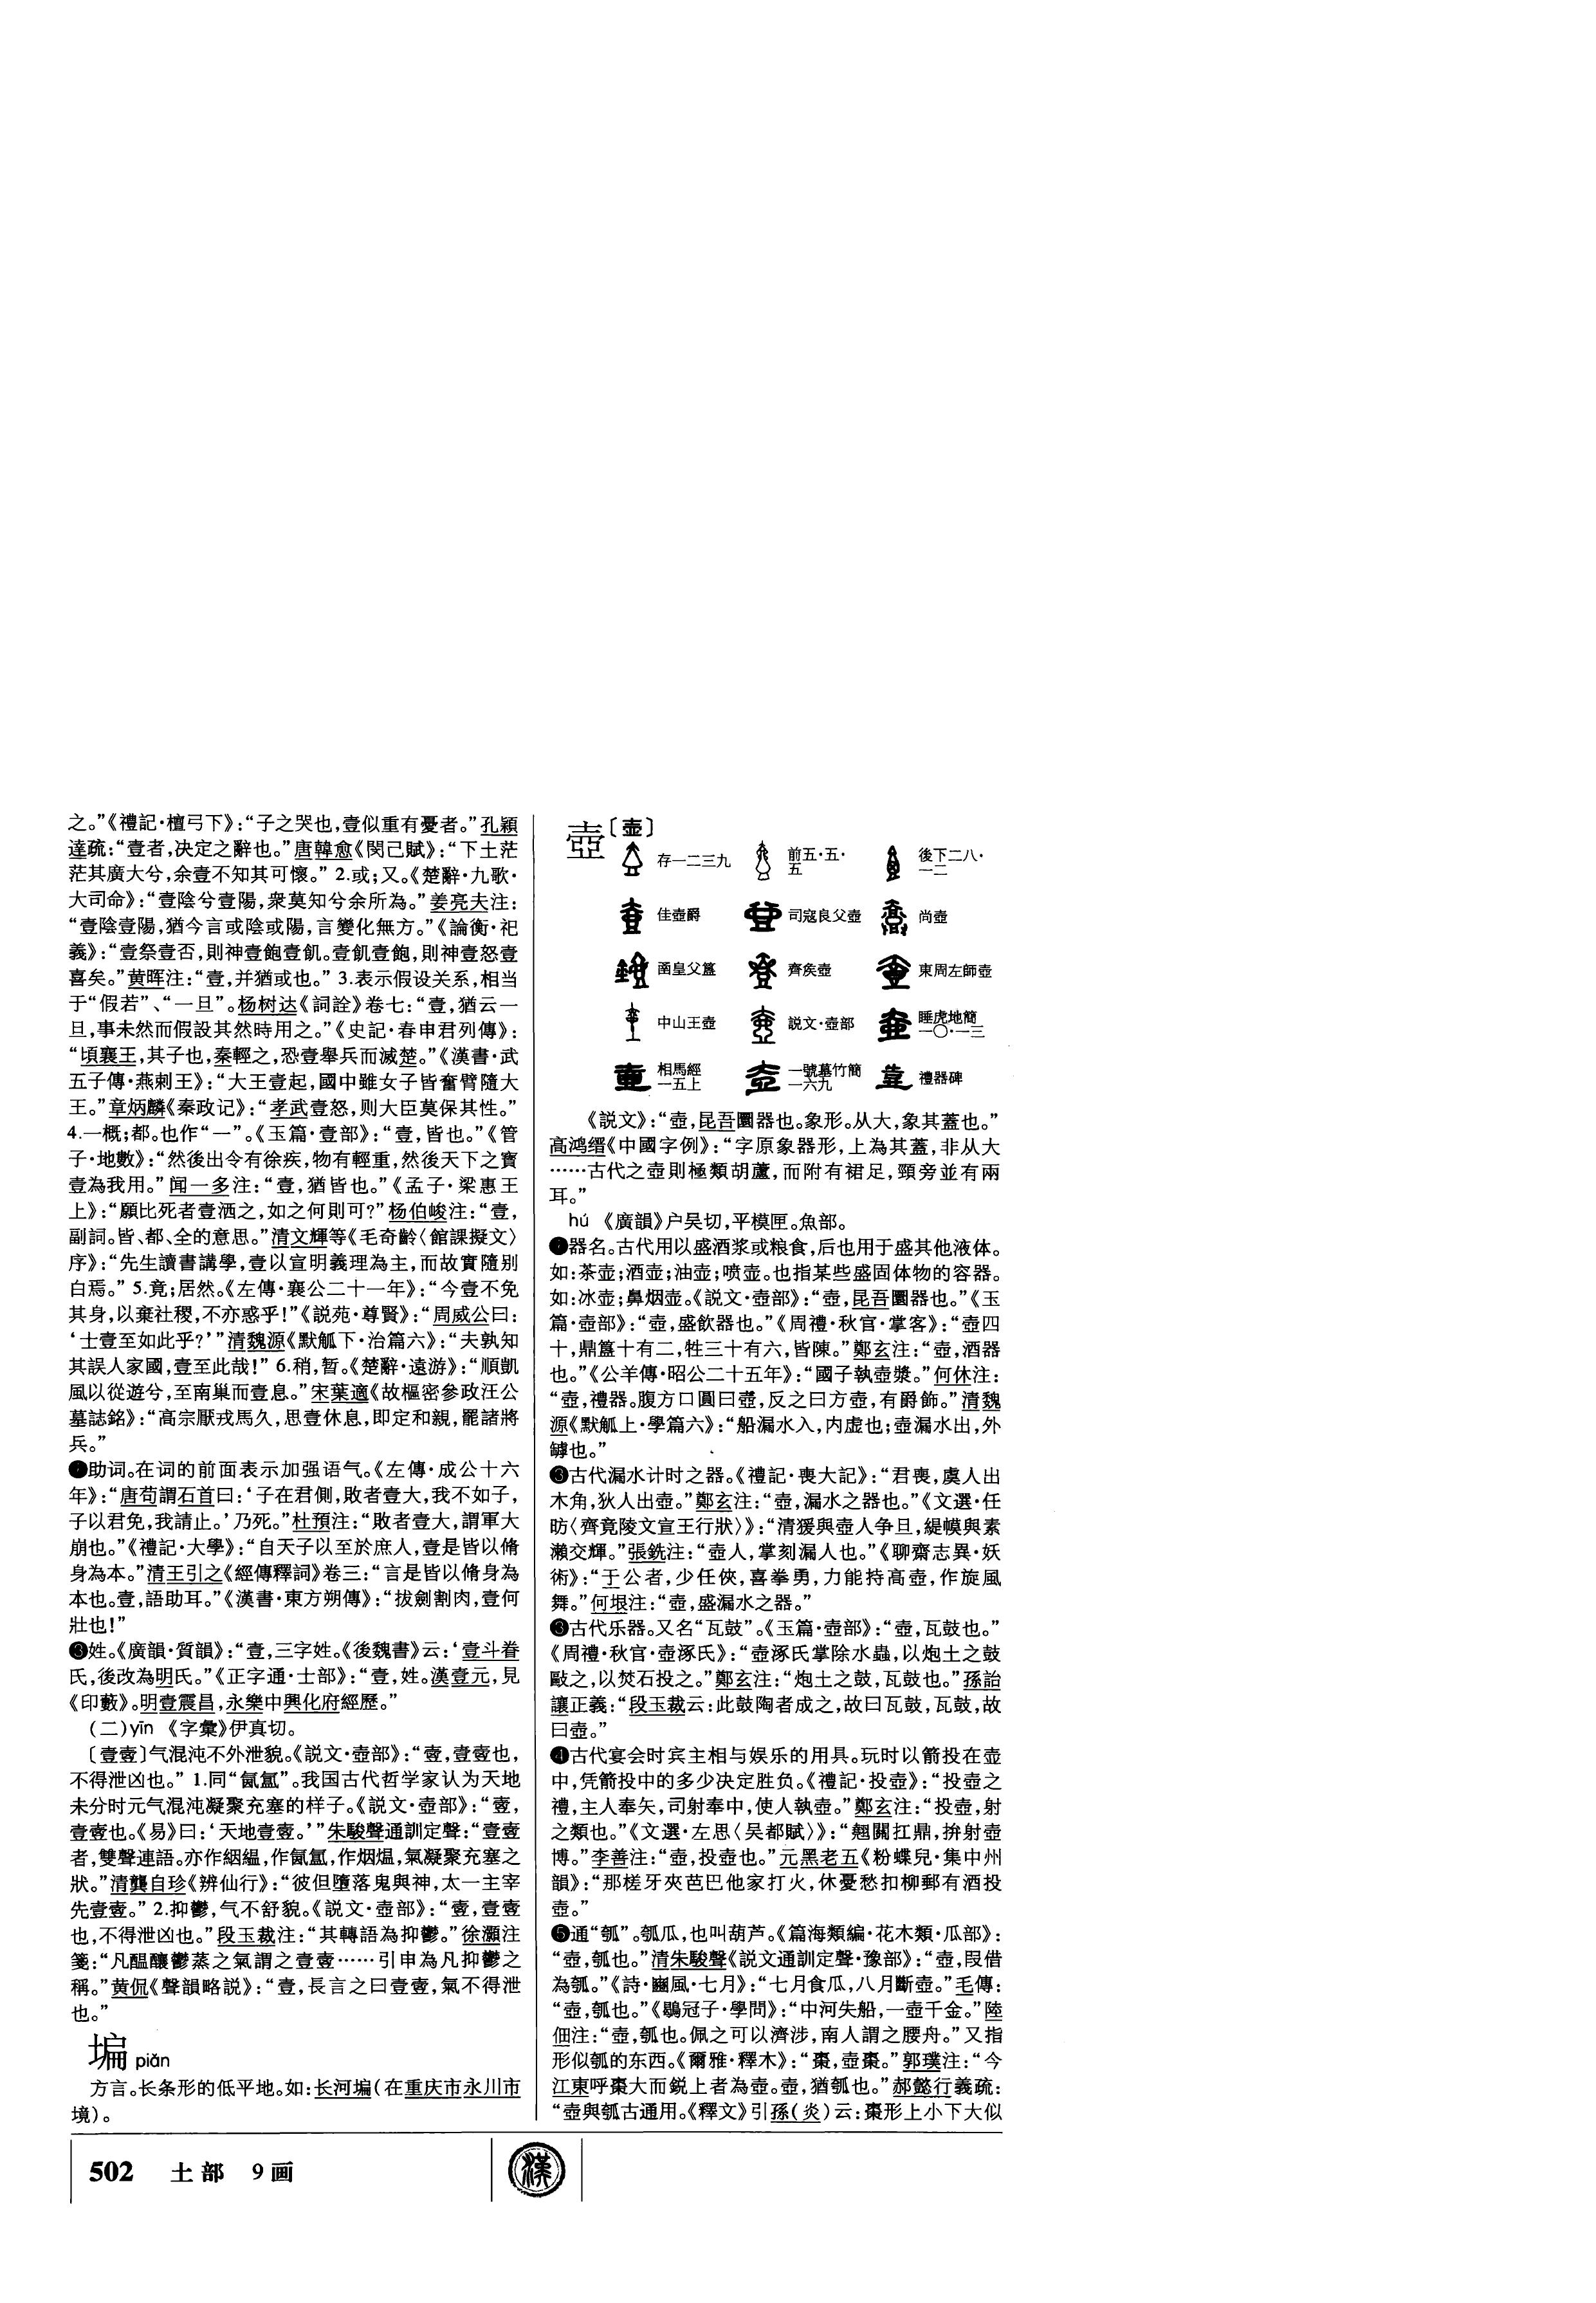 之。”《禮記·檀弓下》：“子之哭也，壹似重有憂者。”孔穎
達疏：“壹者，决定之辭也。”唐韓愈《閔己賦》：“下土茫
茫其廣大兮，余壹不知其可懷。” 2.或；又。《楚辭·九歌·
大司命》：“壹陰兮壹陽，衆莫知兮余所為。”姜亮夫注：
“壹陰壹陽，猶今言或陰或陽，言變化無方。”《論衡·祀
義》：“壹祭壹否，則神壹飽壹飢。壹飢壹飽，則神壹怒壹
喜矣。”黄晖注：“壹，并猶或也。” 3.表示假设关系，相当
于“假若”、“一旦”。杨树达《詞詮》卷七：“壹，猶云一
旦，事未然而假設其然時用之。”《史記·春申君列傳》：
“頃襄王，其子也，秦輕之，恐壹舉兵而滅楚。”《漢書·武
五子傳·燕剌王》：“大王壹起，國中雖女子皆奮臂隨大
王。”章炳麟《秦政记》：“孝武壹怒，则大臣莫保其性。”
4.一概；都。也作“一”。《玉篇·壹部》：“壹，皆也。”《管
子·地數》：“然後出令有徐疾，物有輕重，然後天下之寶
壹為我用。”闻一多注：“壹，猶皆也。”《孟子·梁惠王
上》：“願比死者壹洒之，如之何則可?”杨伯峻注：“壹，
副詞。皆、都、全的意思。”清文輝等《毛奇齡〈館課擬文〉
序》：“先生讀書講學，壹以宣明義理為主，而故實隨别
白焉。” 5.竟；居然。《左傳·襄公二十一年》：“今壹不免
其身，以棄社稷，不亦惑乎!”《説苑·尊賢》：“周威公曰：
‘士壹至如此乎?’”清魏源《默觚下·治篇六》：“夫孰知
其誤人家國，壹至此哉!” 6.稍，暂。《楚辭·遠游》：“順凱
風以從遊兮，至南巢而壹息。”宋葉適《故樞密參政汪公
墓誌銘》：“高宗厭戎馬久，思壹休息，即定和親，罷諸將
兵。”
❼助词。在词的前面表示加强语气。《左傳·成公十六
年》：“唐苟謂石首曰：‘子在君側，敗者壹大，我不如子，
子以君免，我請止。’乃死。”杜預注：“敗者壹大，謂軍大
崩也。”《禮記·大學》：“自天子以至於庶人，壹是皆以脩
身為本。”清王引之《經傳釋詞》卷三：“言是皆以脩身為
本也。壹，語助耳。”《漢書·東方朔傳》：“拔劍割肉，壹何
壯也!”
❸姓。《廣韻·質韻》：“壹，三字姓。《後魏書》云：‘壹斗眷
氏，後改為明氏。”《正字通·士部》：“壹，姓。漢壹元，見
《印藪》。明壹震昌，永樂中興化府經歷。”
（二）yīn 《字彙》伊真切。
〔壹壺〕气混沌不外泄貌。《説文·壺部》：“壺，壹壺也，
不得泄凶也。” 1.同“氤氲”。我国古代哲学家认为天地
未分时元气混沌凝聚充塞的样子。《説文·壺部》：“壺，
壹壺也。《易》曰：‘天地壹壺。’”朱駿聲通訓定聲：“壹壺
者，雙聲連語。亦作絪緼，作氤氲，作烟熅，氣凝聚充塞之
狀。”清龔自珍《辨仙行》：“彼但墮落鬼與神，太一主宰
先壹壺。” 2.抑鬱，气不舒貌。《説文·壺部》：“壺，壹壺
也，不得泄凶也。”段玉裁注：“其轉語為抑鬱。”徐灝注
箋：“凡醖釀鬱蒸之氣謂之壹壺……引申為凡抑鬱之
稱。”黄侃《聲韻略説》：“壹，長言之曰壹壺，氣不得泄
也。”
㙔 piǎn
方言。长条形的低平地。如：长河㙔（在重庆市永川市
境）。
壺〔壷〕
存一二三九 前五·五·五 後下二八·一二
佳壺爵 司寇良父壺 尚壺
函皇父簋 齊矦壺 東周左師壺
中山王壺 説文·壺部 睡虎地簡一〇·一三
相馬經一五上 一號墓竹簡一六九 禮器碑
《説文》：“壺，昆吾圜器也。象形。从大，象其蓋也。”
高鸿缙《中國字例》：“字原象器形，上為其蓋，非从大
……古代之壺則極類胡蘆，而附有裙足，頸旁並有兩
耳。”
hú 《廣韻》户吴切，平模匣。魚部。
❶器名。古代用以盛酒浆或粮食，后也用于盛其他液体。
如：茶壶；酒壶；油壶；喷壶。也指某些盛固体物的容器。
如：冰壶；鼻烟壶。《説文·壺部》：“壺，昆吾圜器也。”《玉
篇·壺部》：“壺，盛飲器也。”《周禮·秋官·掌客》：“壺四
十，鼎簋十有二，牲三十有六，皆陳。”鄭玄注：“壺，酒器
也。”《公羊傳·昭公二十五年》：“國子執壺漿。”何休注：
“壺，禮器。腹方口圓曰壺，反之曰方壺，有爵飾。”清魏
源《默觚上·學篇六》：“船漏水入，内虚也；壺漏水出，外
罅也。”
❷古代漏水计时之器。《禮記·喪大記》：“君喪，虞人出
木角，狄人出壺。”鄭玄注：“壺，漏水之器也。”《文選·任
昉〈齊竟陵文宣王行狀〉》：“清猨與壺人争旦，緹幙與素
瀨交輝。”張銑注：“壺人，掌刻漏人也。”《聊齋志異·妖
術》：“于公者，少任俠，喜拳勇，力能持高壺，作旋風
舞。”何垠注：“壺，盛漏水之器。”
❸古代乐器。又名“瓦鼓”。《玉篇·壺部》：“壺，瓦鼓也。”
《周禮·秋官·壺涿氏》：“壺涿氏掌除水蟲，以炮土之鼓
敺之，以焚石投之。”鄭玄注：“炮土之鼓，瓦鼓也。”孫詒
讓正義：“段玉裁云：此鼓陶者成之，故曰瓦鼓，瓦鼓，故
曰壺。”
❹古代宴会时宾主相与娱乐的用具。玩时以箭投在壶
中，凭箭投中的多少决定胜负。《禮記·投壺》：“投壺之
禮，主人奉矢，司射奉中，使人執壺。”鄭玄注：“投壺，射
之類也。”《文選·左思〈吴都賦〉》：“翹關扛鼎，拚射壺
博。”李善注：“壺，投壺也。”元黑老五《粉蝶兒·集中州
韻》：“那槎牙夾芭巴他家打火，休憂愁扣柳郵有酒投
壺。”
❺通“瓠”。瓠瓜，也叫葫芦。《篇海類編·花木類·瓜部》：
“壺，瓠也。”清朱駿聲《説文通訓定聲·豫部》：“壺，叚借
為瓠。”《詩·豳風·七月》：“七月食瓜，八月斷壺。”毛傳：
“壺，瓠也。”《鶡冠子·學問》：“中河失船，一壺千金。”陸
佃注：“壺，瓠也。佩之可以濟涉，南人謂之腰舟。”又指
形似瓠的东西。《爾雅·釋木》：“棗，壺棗。”郭璞注：“今
江東呼棗大而鋭上者為壺。壺，猶瓠也。”郝懿行義疏：
“壺與瓠古通用。《釋文》引孫（炎）云：棗形上小下大似
502 土部 9画
漢